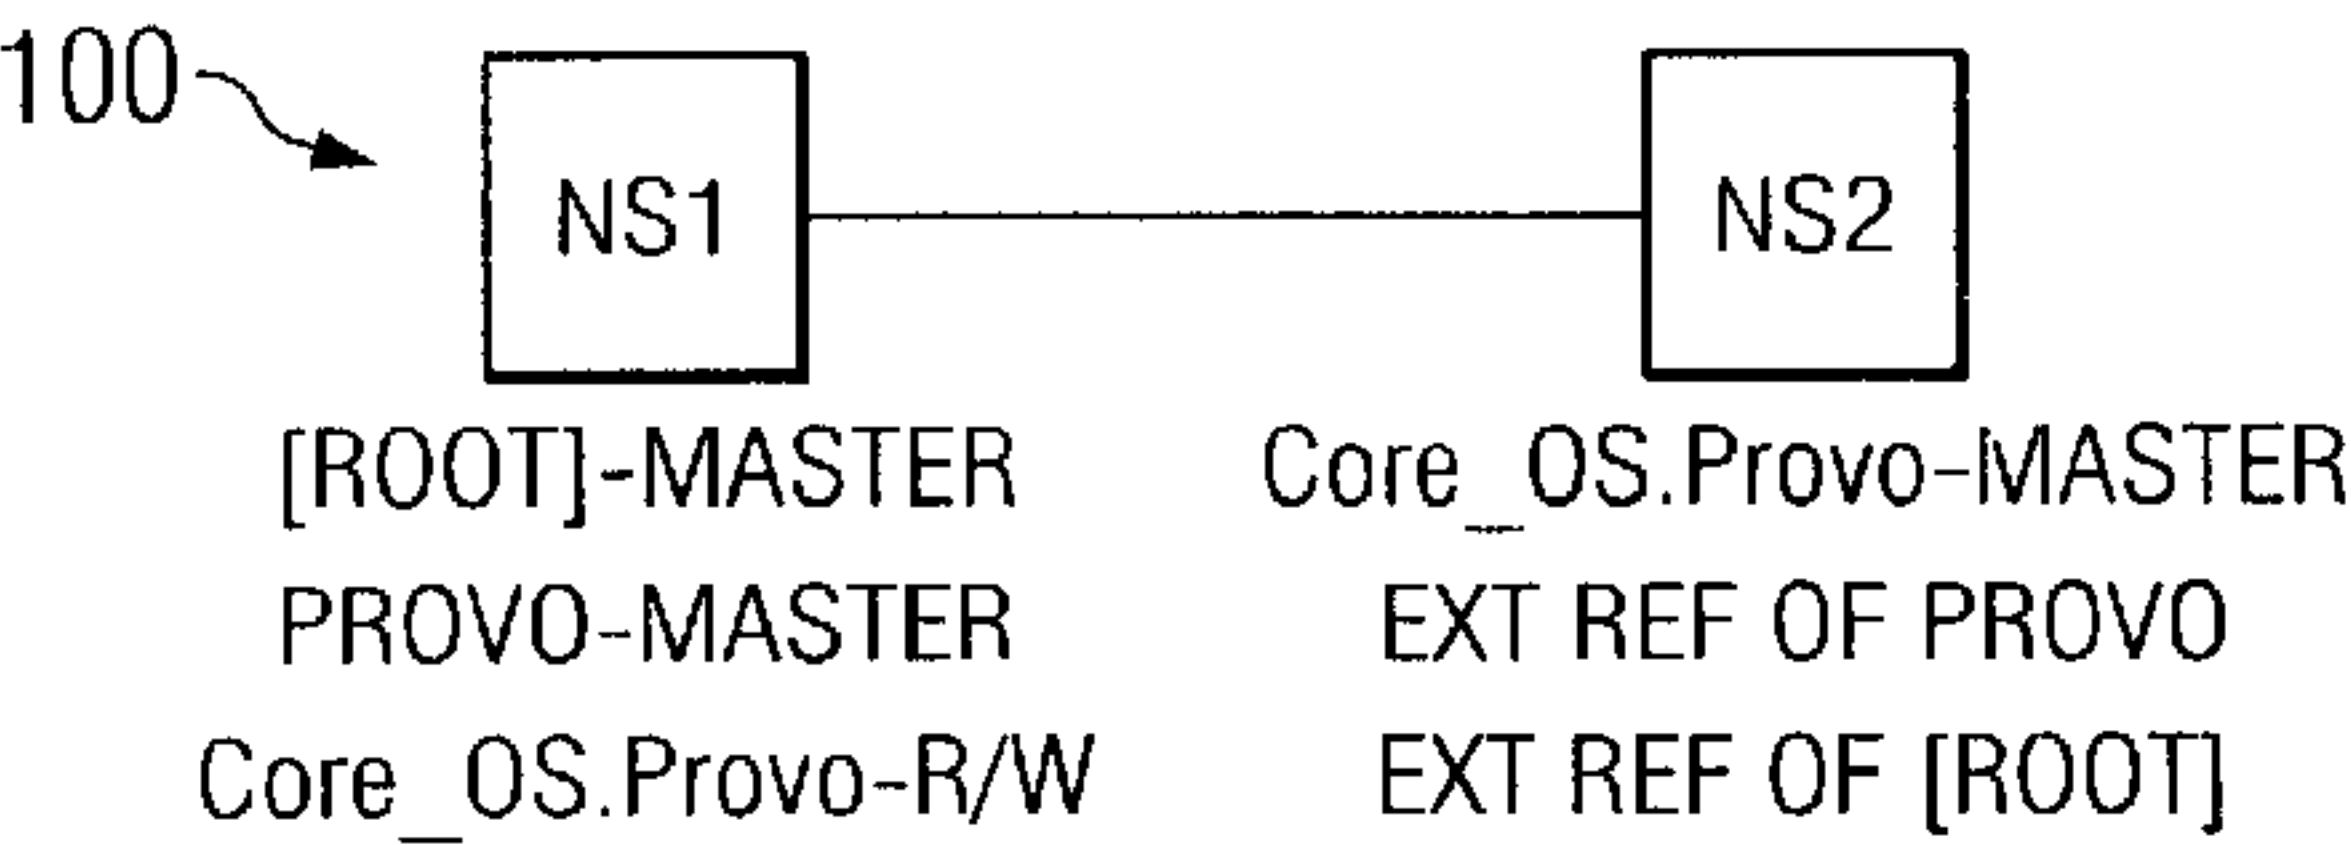 100
NS1
NS2
[ROOT]-MASTER
PROVO-MASTER
Core_OS.Provo-R/W
Core_OS.Provo-MASTER
EXT REF OF PROVO
EXT REF OF [ROOT]